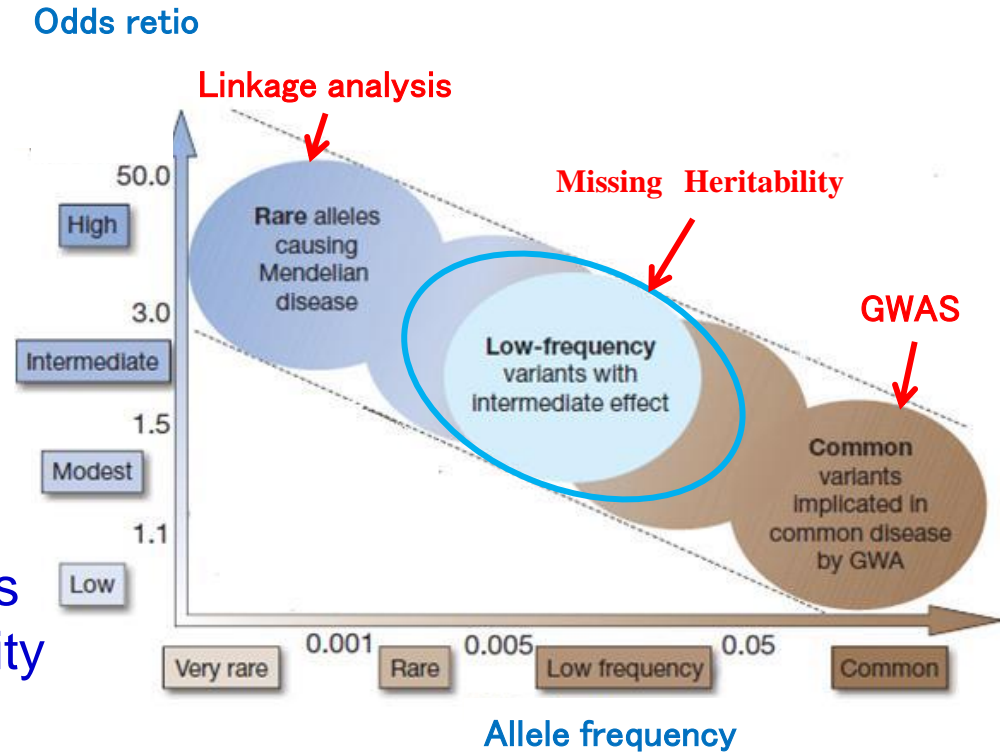 Odds retio
Linkage analysis
Missing Heritability
GWAS
50.0
High
3.0
Intermediate
1.5
Modest
1.1
Low
Rare alleles
causing
Mendelian
disease
Low-frequency
variants with
intermediate effect
Common
variants
implicated in
common disease
by GWA
s
ity
0.001
0.005
0.05
Very rare
Rare
Low frequency
Common
Allele frequency